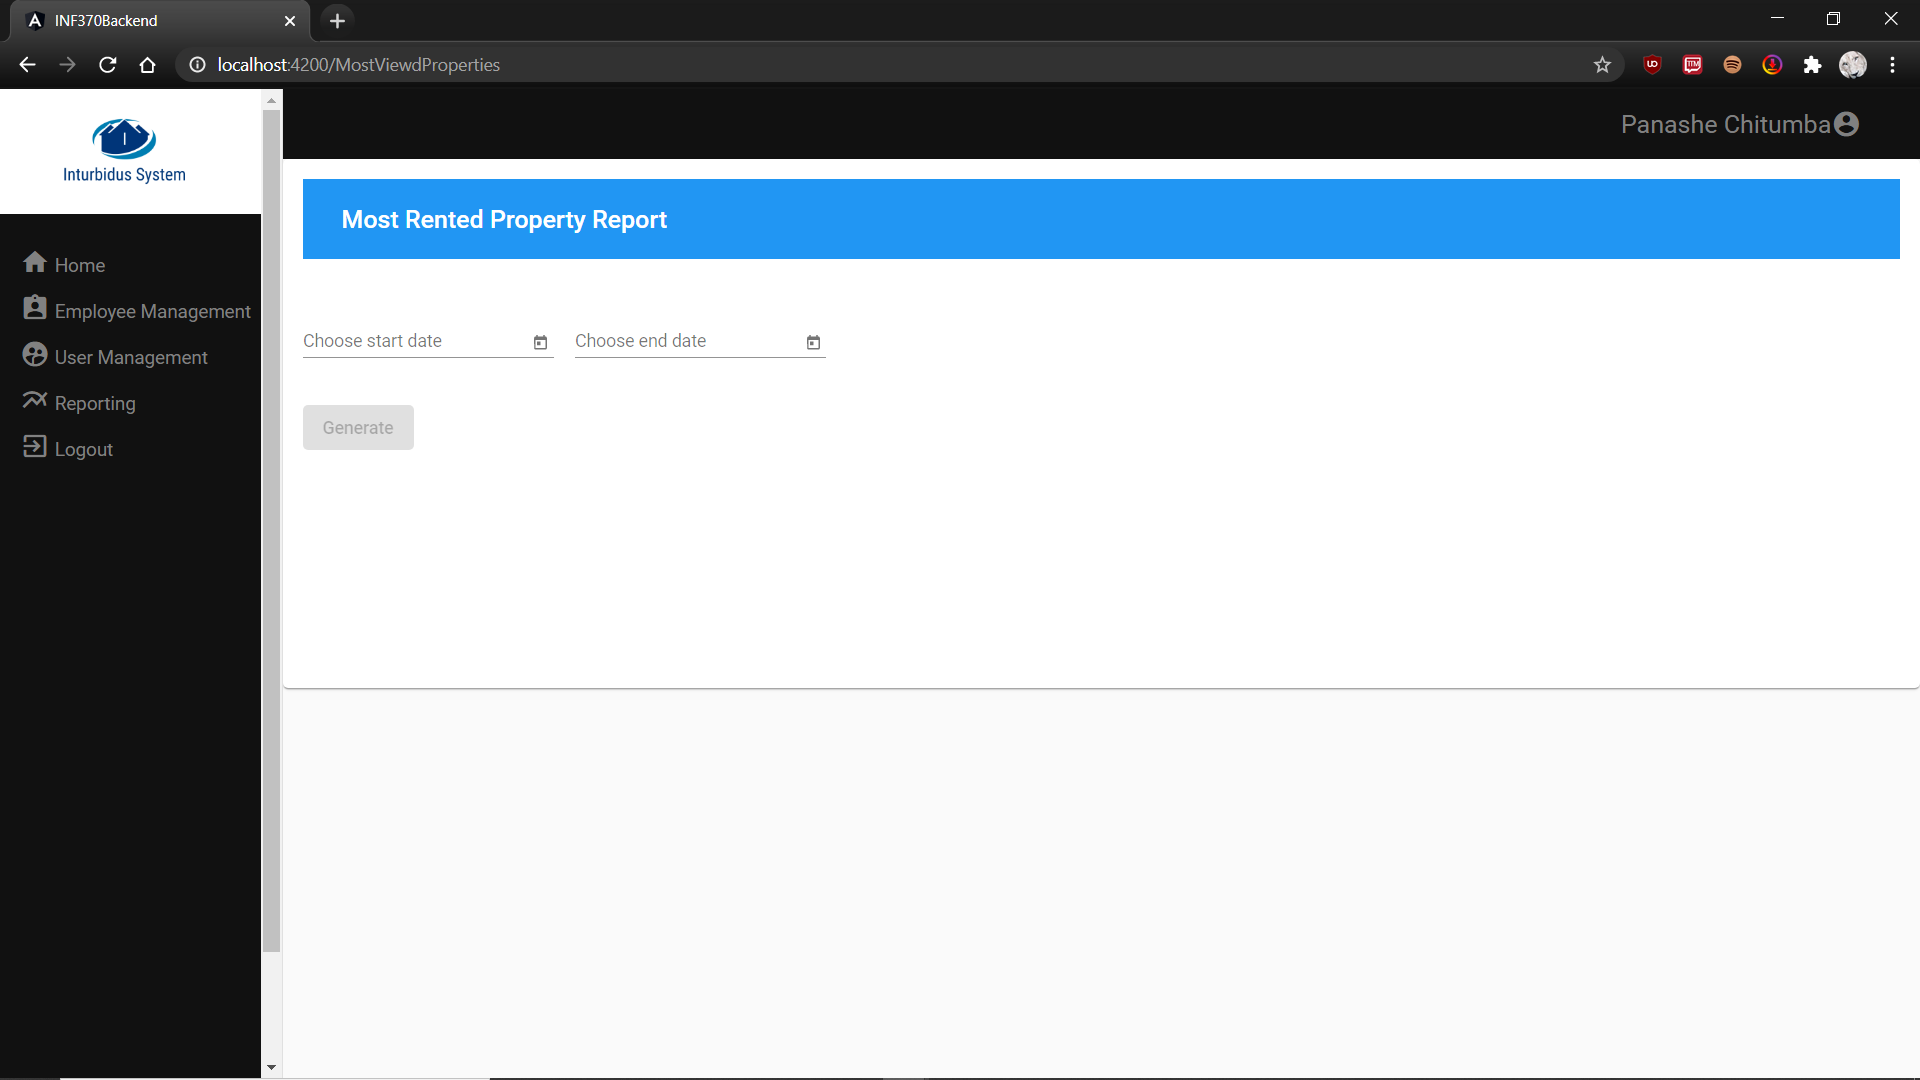 INF370Backend
localhost:4200/MostViewdProperties
Inturbidus System
Panashe Chitumba
Most Rented Property Report
Home
Employee Management
User Management
Reporting
Logout
Choose start date
Choose end date
Generate